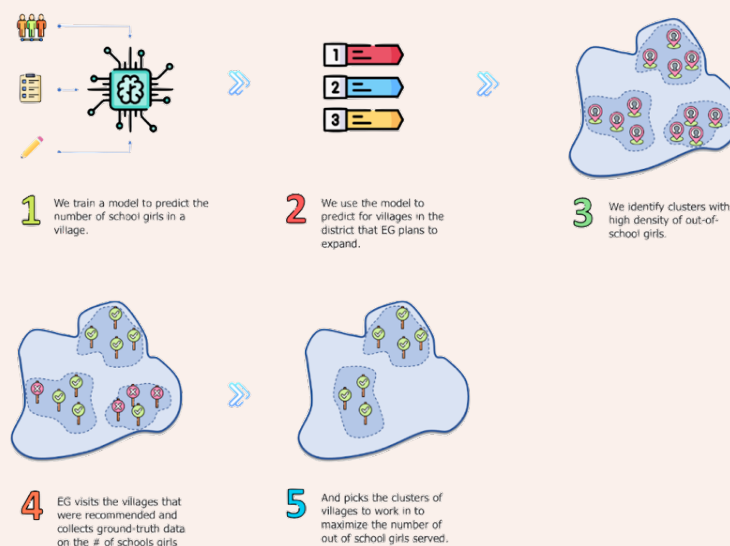 1
2
3
1
We train a model to predict the
number of school girls in a
village.
2
We use the model to
predict for villages in the
district that EG plans to
expand.
3
We identify clusters with
high density of out-of-
school girls.
4
EG visits the villages that
were recommended and
collects ground-truth data
on the # of schools girls
5
And picks the clusters of
villages to work in to
maximize the number of
out of school girls served.